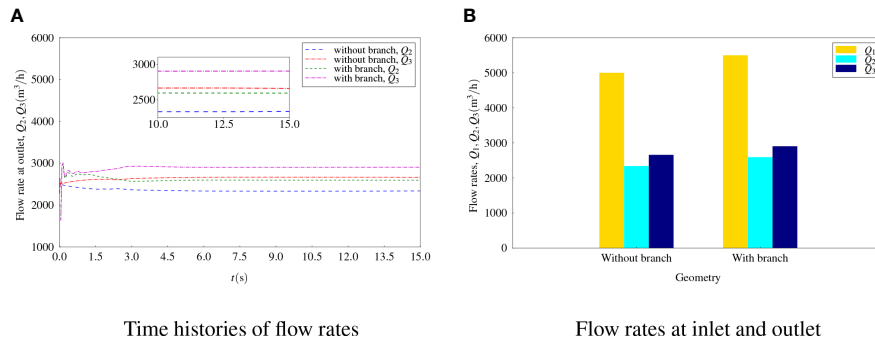 A
B
Flow rate at outlet, Q₂, Q₃(m³/h)
6000
5000
4000
3000
2000
1000
0.0 1.5 3.0 4.5 6.0 7.5 9.0 10.5 12.0 13.5 15.0
t(s)
without branch, Q₂
without branch, Q₃
with branch, Q₂
with branch, Q₃
3000
2500
10.0 12.5 15.0
Time histories of flow rates
Flow rates, Q₁, Q₂, Q₃(m³/h)
6000
5000
4000
3000
2000
1000
0
Without branch With branch
Geometry
Q₁
Q₂
Q₃
Flow rates at inlet and outlet